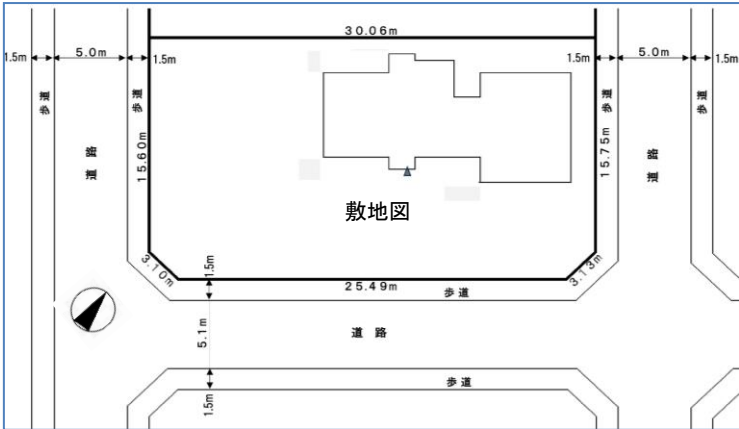 30.06m
1.5m
5.0m
1.5m
1.5m
5.0m
1.5m
歩道
歩道
歩道
歩道
15.60m
15.75m
道路
道路
敷地図
3.10m
1.5m
25.49m
3.13m
歩道
5.1m
道路
歩道
1.5m